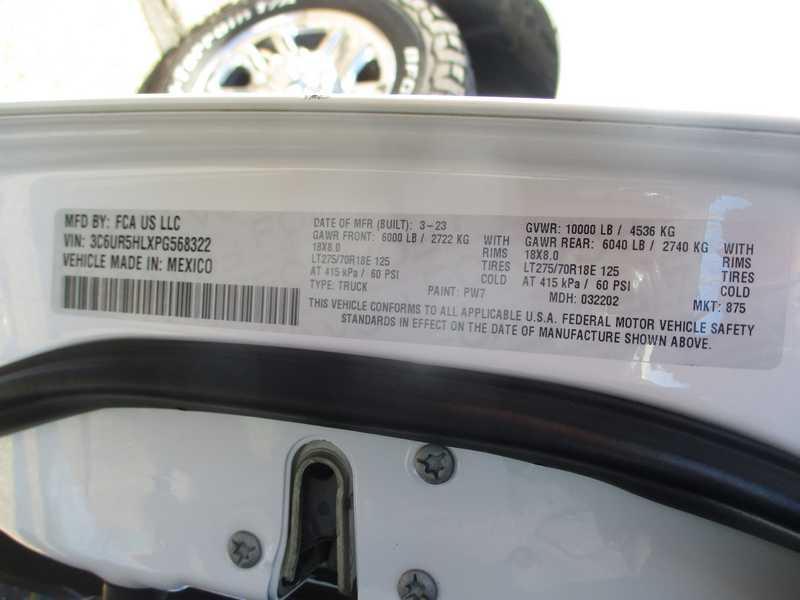 Terrain T/A
MFD BY: FCA US LLC
VIN: 3C6UR5HLXPG568322
VEHICLE MADE IN: MEXICO
DATE OF MFR (BUILT): 3-23
GAWR FRONT: 6000 LB / 2722 KG WITH
18X8.0 RIMS
LT275/70R18E 125 TIRES
AT 415 kPa / 60 PSI COLD
TYPE: TRUCK PAINT: PW7
GVWR: 10000 LB / 4536 KG
GAWR REAR: 6040 LB / 2740 KG WITH
18X8.0 RIMS
LT275/70R18E 125 TIRES
AT 415 kPa / 60 PSI COLD
MDH: 032202 MKT: 875
THIS VEHICLE CONFORMS TO ALL APPLICABLE U.S.A. FEDERAL MOTOR VEHICLE SAFETY
STANDARDS IN EFFECT ON THE DATE OF MANUFACTURE SHOWN ABOVE.